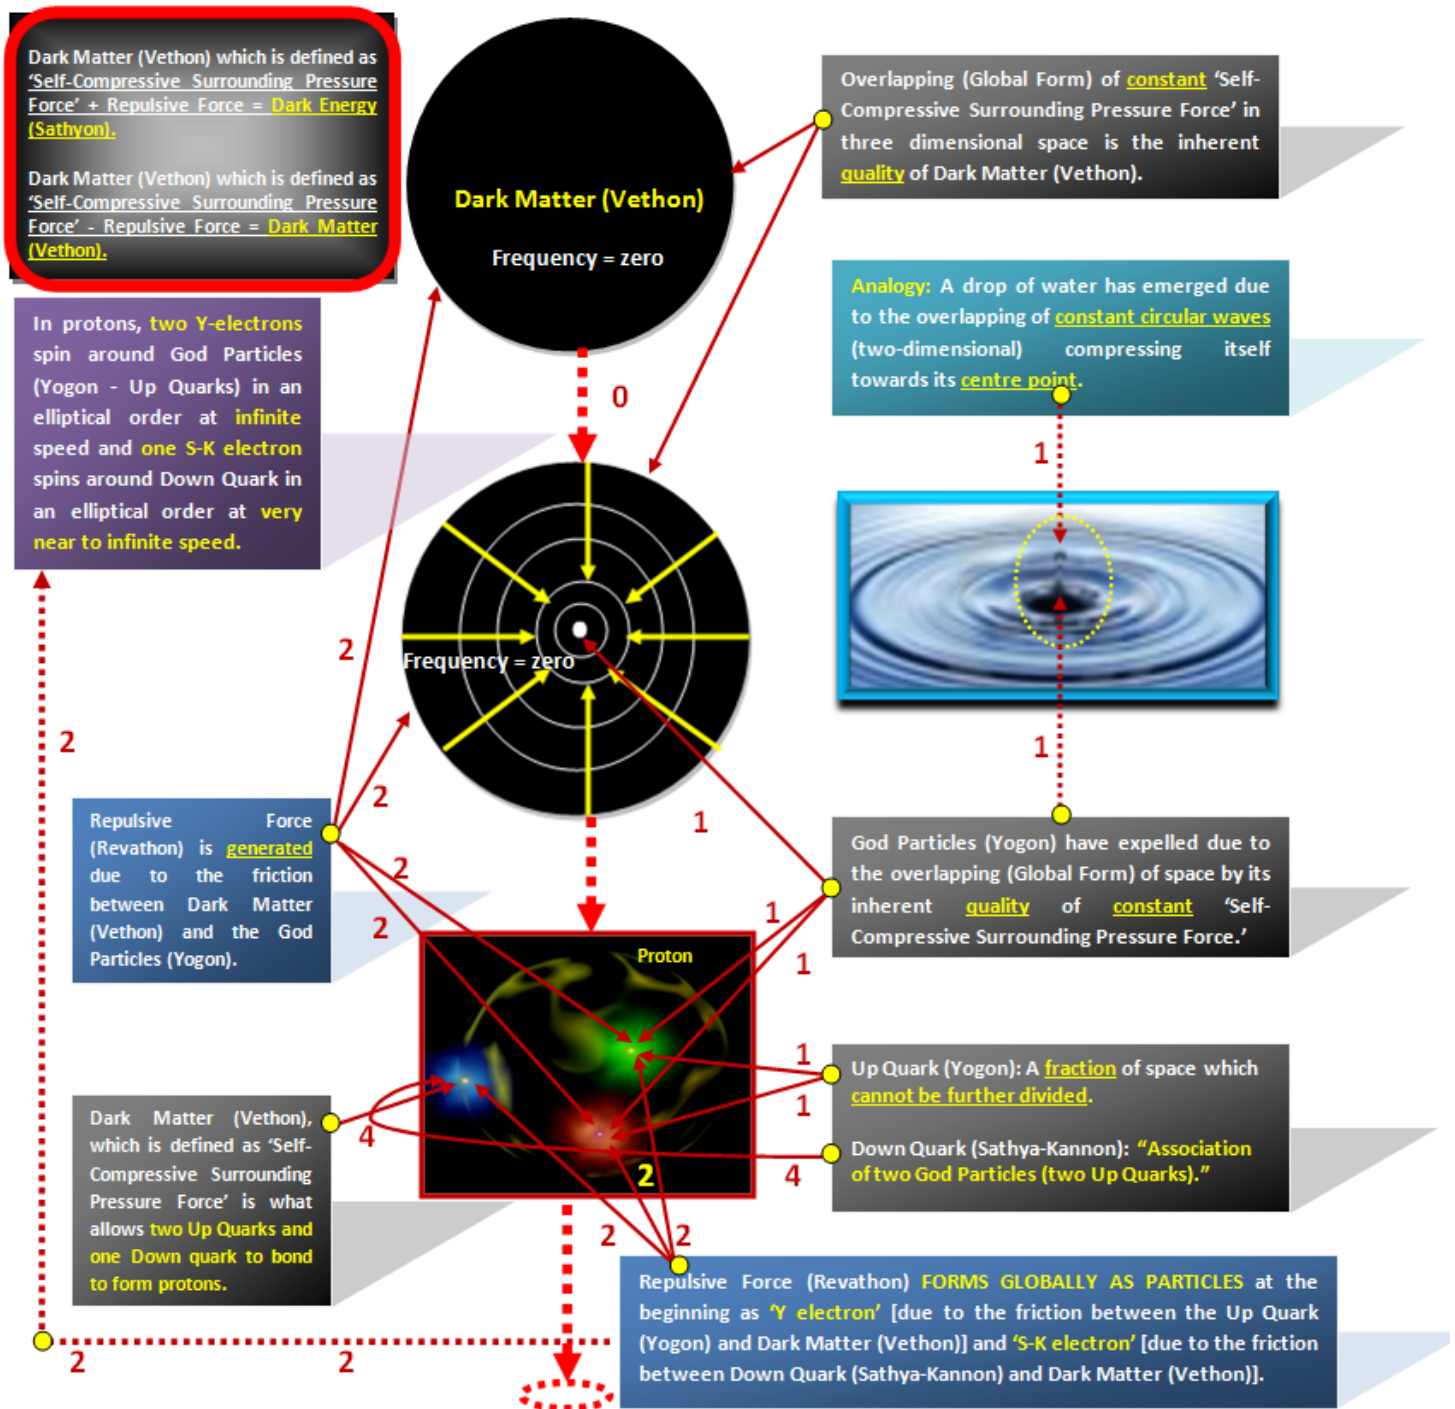 Dark Matter (Vethon) which is defined as
‘Self-Compressive Surrounding Pressure
Force’ + Repulsive Force = Dark Energy
(Sathyon).
Dark Matter (Vethon) which is defined as
‘Self-Compressive Surrounding Pressure
Force’ - Repulsive Force = Dark Matter
(Vethon).
Dark Matter (Vethon)
Frequency = zero
Overlapping (Global Form) of constant ‘Self-
Compressive Surrounding Pressure Force’ in
three dimensional space is the inherent
quality of Dark Matter (Vethon).
Analogy: A drop of water has emerged due
to the overlapping of constant circular waves
(two-dimensional) compressing itself
towards its centre point.
In protons, two Y-electrons
spin around God Particles
(Yogon - Up Quarks) in an
elliptical order at infinite
speed and one S-K electron
spins around Down Quark in
an elliptical order at very
near to infinite speed.
0
1
2
Frequency = zero
2
2
1
1
Repulsive Force
(Revathon) is generated
due to the friction
between Dark Matter
(Vethon) and the God
Particles (Yogon).
God Particles (Yogon) have expelled due to
the overlapping (Global Form) of space by its
inherent quality of constant ‘Self-
Compressive Surrounding Pressure Force.’
2
2
1
1
Proton
1
1
Up Quark (Yogon): A fraction of space which
cannot be further divided.
Down Quark (Sathya-Kannon): “Association
of two God Particles (two Up Quarks).”
Dark Matter (Vethon),
which is defined as ‘Self-
Compressive Surrounding
Pressure Force’ is what
allows two Up Quarks and
one Down quark to bond
to form protons.
4
2
4
2
2
Repulsive Force (Revathon) FORMS GLOBALLY AS PARTICLES at the
beginning as ‘Y electron’ [due to the friction between the Up Quark
(Yogon) and Dark Matter (Vethon)] and ‘S-K electron’ [due to the friction
between Down Quark (Sathya-Kannon) and Dark Matter (Vethon)].
2
2